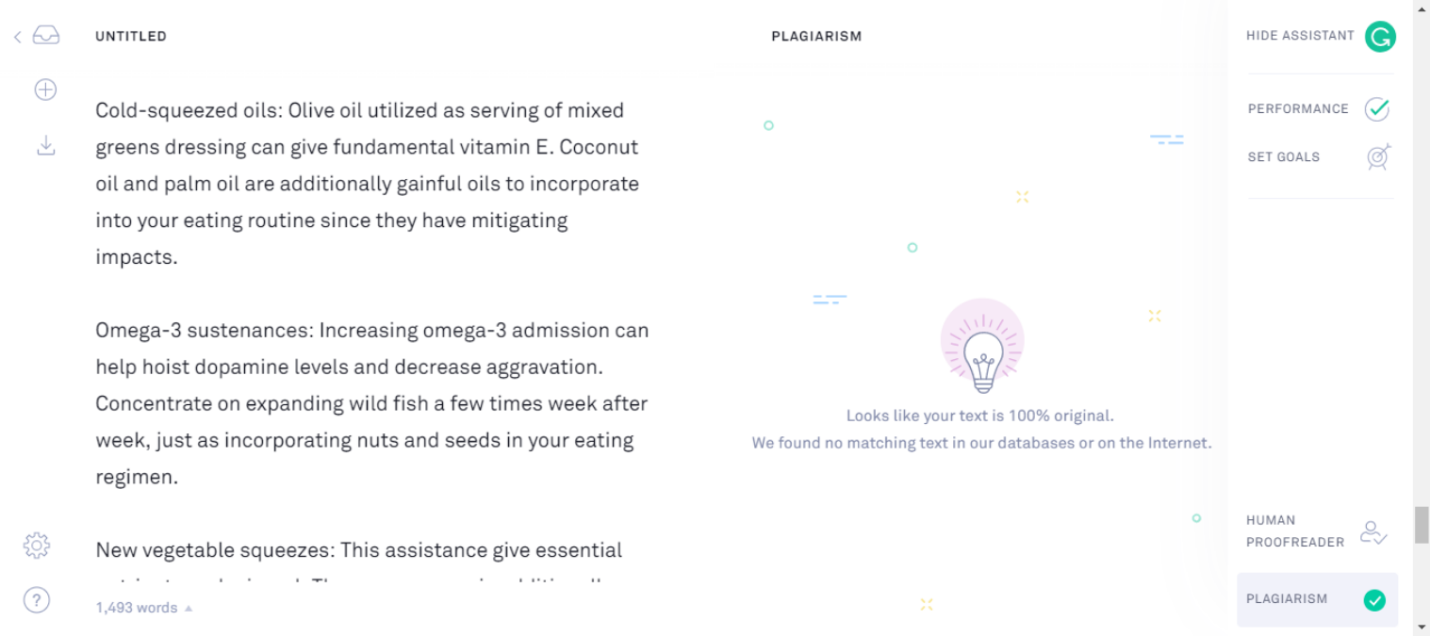 UNTITLED
Cold-squeezed oils: Olive oil utilized as serving of mixed
greens dressing can give fundamental vitamin E. Coconut
oil and palm oil are additionally gainful oils to incorporate
into your eating routine since they have mitigating
impacts.
Omega-3 sustenances: Increasing omega-3 admission can
help hoist dopamine levels and decrease aggravation.
Concentrate on expanding wild fish a few times week after
week, just as incorporating nuts and seeds in your eating
regimen.
New vegetable squeezes: This assistance give essential
1,493 words
PLAGIARISM
Looks like your text is 100% original.
We found no matching text in our databases or on the Internet.
HIDE ASSISTANT
PERFORMANCE
SET GOALS
HUMAN
PROOFREADER
PLAGIARISM